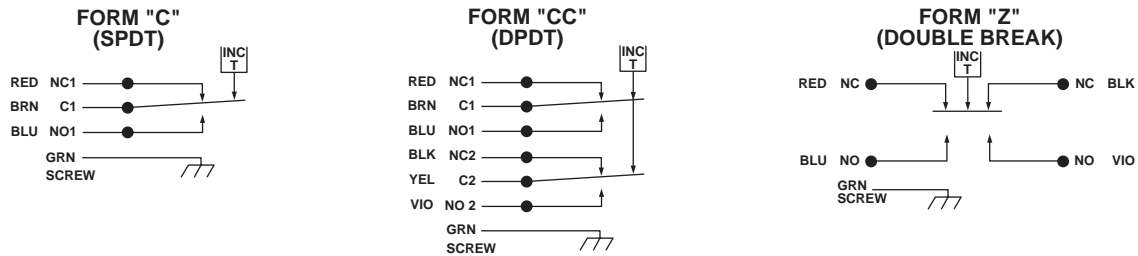 FORM "C"
(SPDT)
INC
T
RED NC1
BRN C1
BLU NO1
GRN
SCREW
FORM "CC"
(DPDT)
INC
T
RED NC1
BRN C1
BLU NO1
BLK NC2
YEL C2
VIO NO 2
GRN
SCREW
FORM "Z"
(DOUBLE BREAK)
INC
T
RED NC NC BLK
BLU NO NO VIO
GRN
SCREW